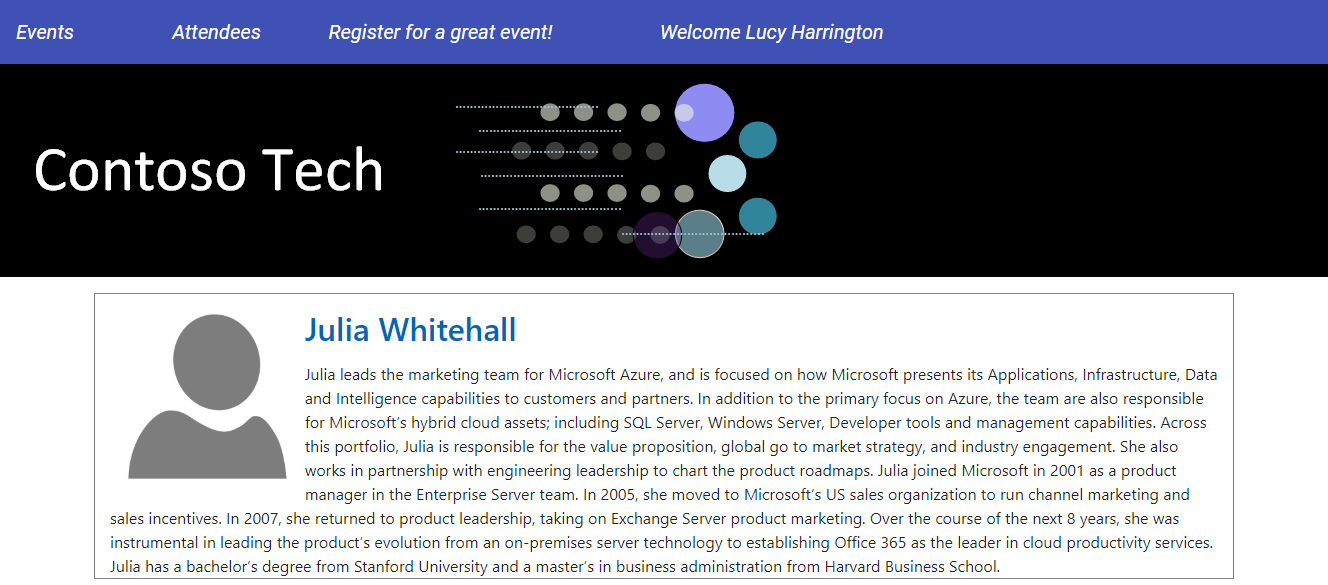 Events Attendees Register for a great event! Welcome Lucy Harrington
Contoso Tech
Julia Whitehall
Julia leads the marketing team for Microsoft Azure, and is focused on how Microsoft presents its Applications, Infrastructure, Data
and Intelligence capabilities to customers and partners. In addition to the primary focus on Azure, the team are also responsible
for Microsoft's hybrid cloud assets; including SQL Server, Windows Server, Developer tools and management capabilities. Across
this portfolio, Julia is responsible for the value proposition, global go to market strategy, and industry engagement. She also
works in partnership with engineering leadership to chart the product roadmaps. Julia joined Microsoft in 2001 as a product
manager in the Enterprise Server team. In 2005, she moved to Microsoft's US sales organization to run channel marketing and
sales incentives. In 2007, she returned to product leadership, taking on Exchange Server product marketing. Over the course of the next 8 years, she was
instrumental in leading the product's evolution from an on-premises server technology to establishing Office 365 as the leader in cloud productivity services.
Julia has a bachelor's degree from Stanford University and a master's in business administration from Harvard Business School.